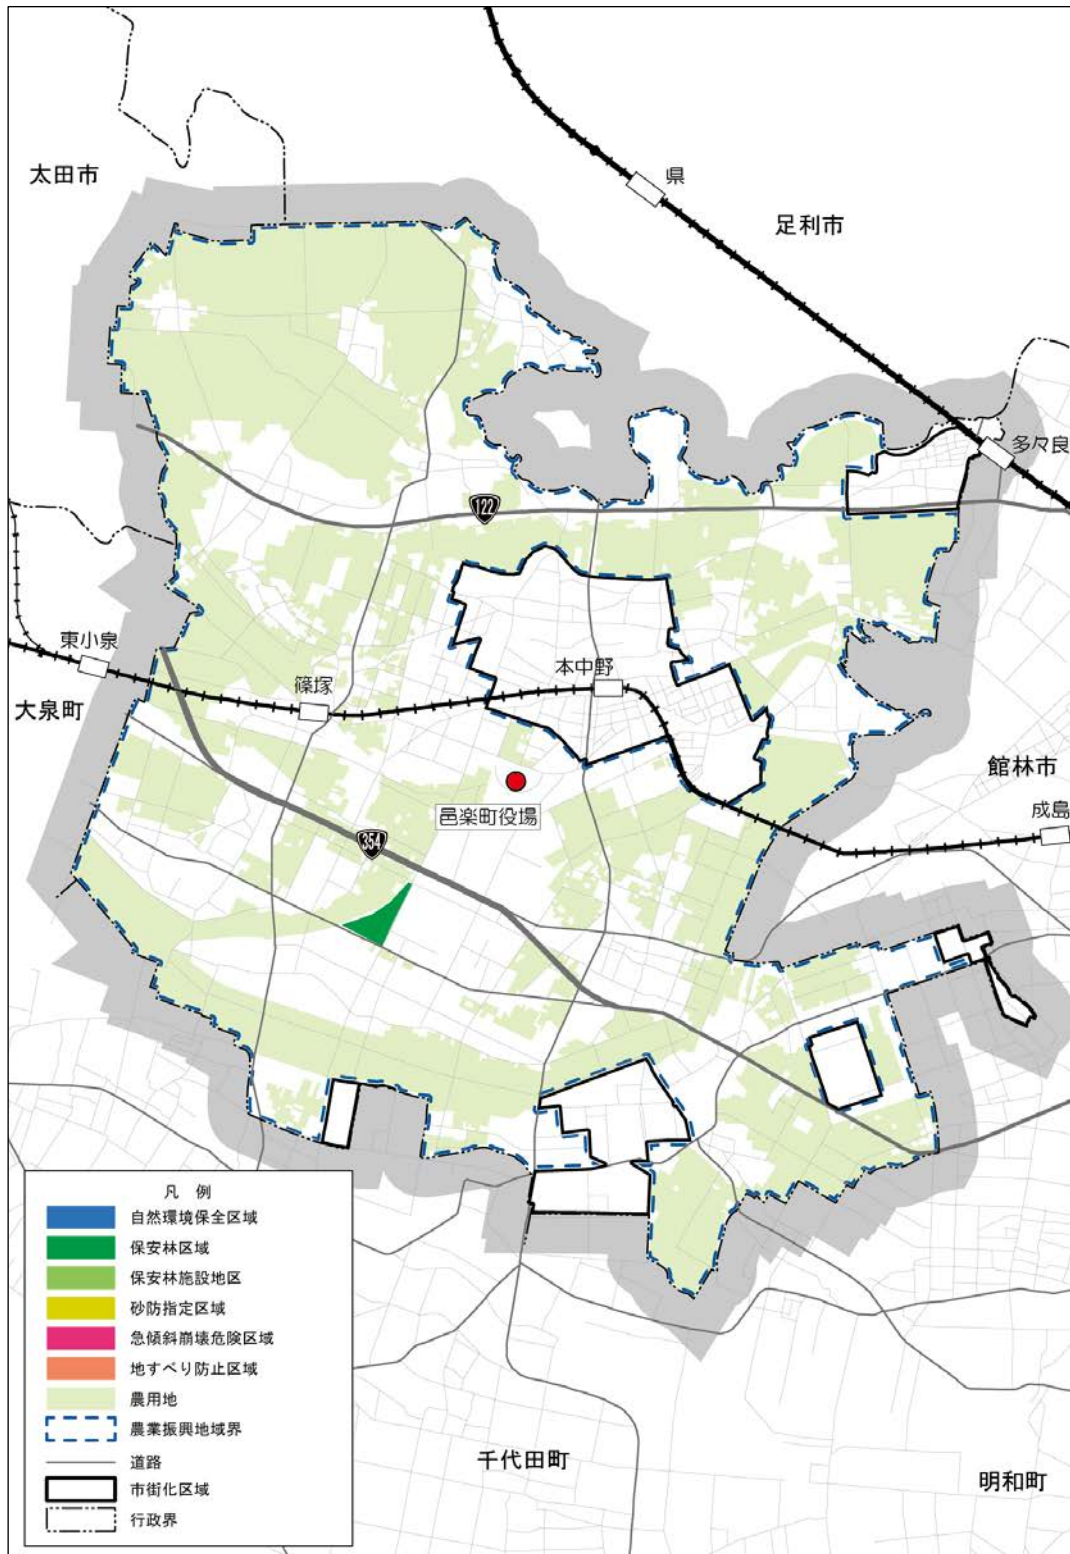 県
太田市
足利市
多々良
122
東小泉
本中野
篠塚
大泉町
館林市
邑楽町役場
成島
354
凡 例
自然環境保全区域
保安林区域
保安林施設地区
砂防指定区域
急傾斜崩壊危険区域
地すべり防止区域
農用地
農業振興地域界
道路
市街化区域
行政界
千代田町
明和町